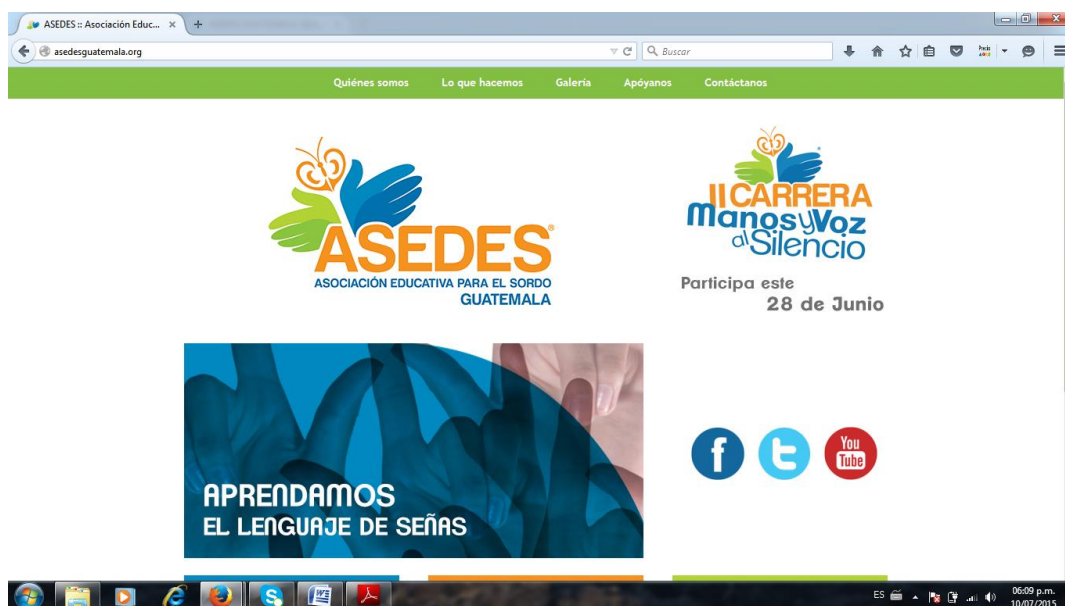 ASEDES :: Asociación Educ...
asedesguatemala.org
Buscar
Quiénes somos Lo que hacemos Galería Apóyanos Contáctanos
ASEDES®
ASOCIACIÓN EDUCATIVA PARA EL SORDO
GUATEMALA
II CARRERA
Manos y Voz
al Silencio
Participa este
28 de Junio
f t You
Tube
APRENDAMOS
EL LENGUAJE DE SEÑAS
ES
06:09 p.m.
10/07/2015